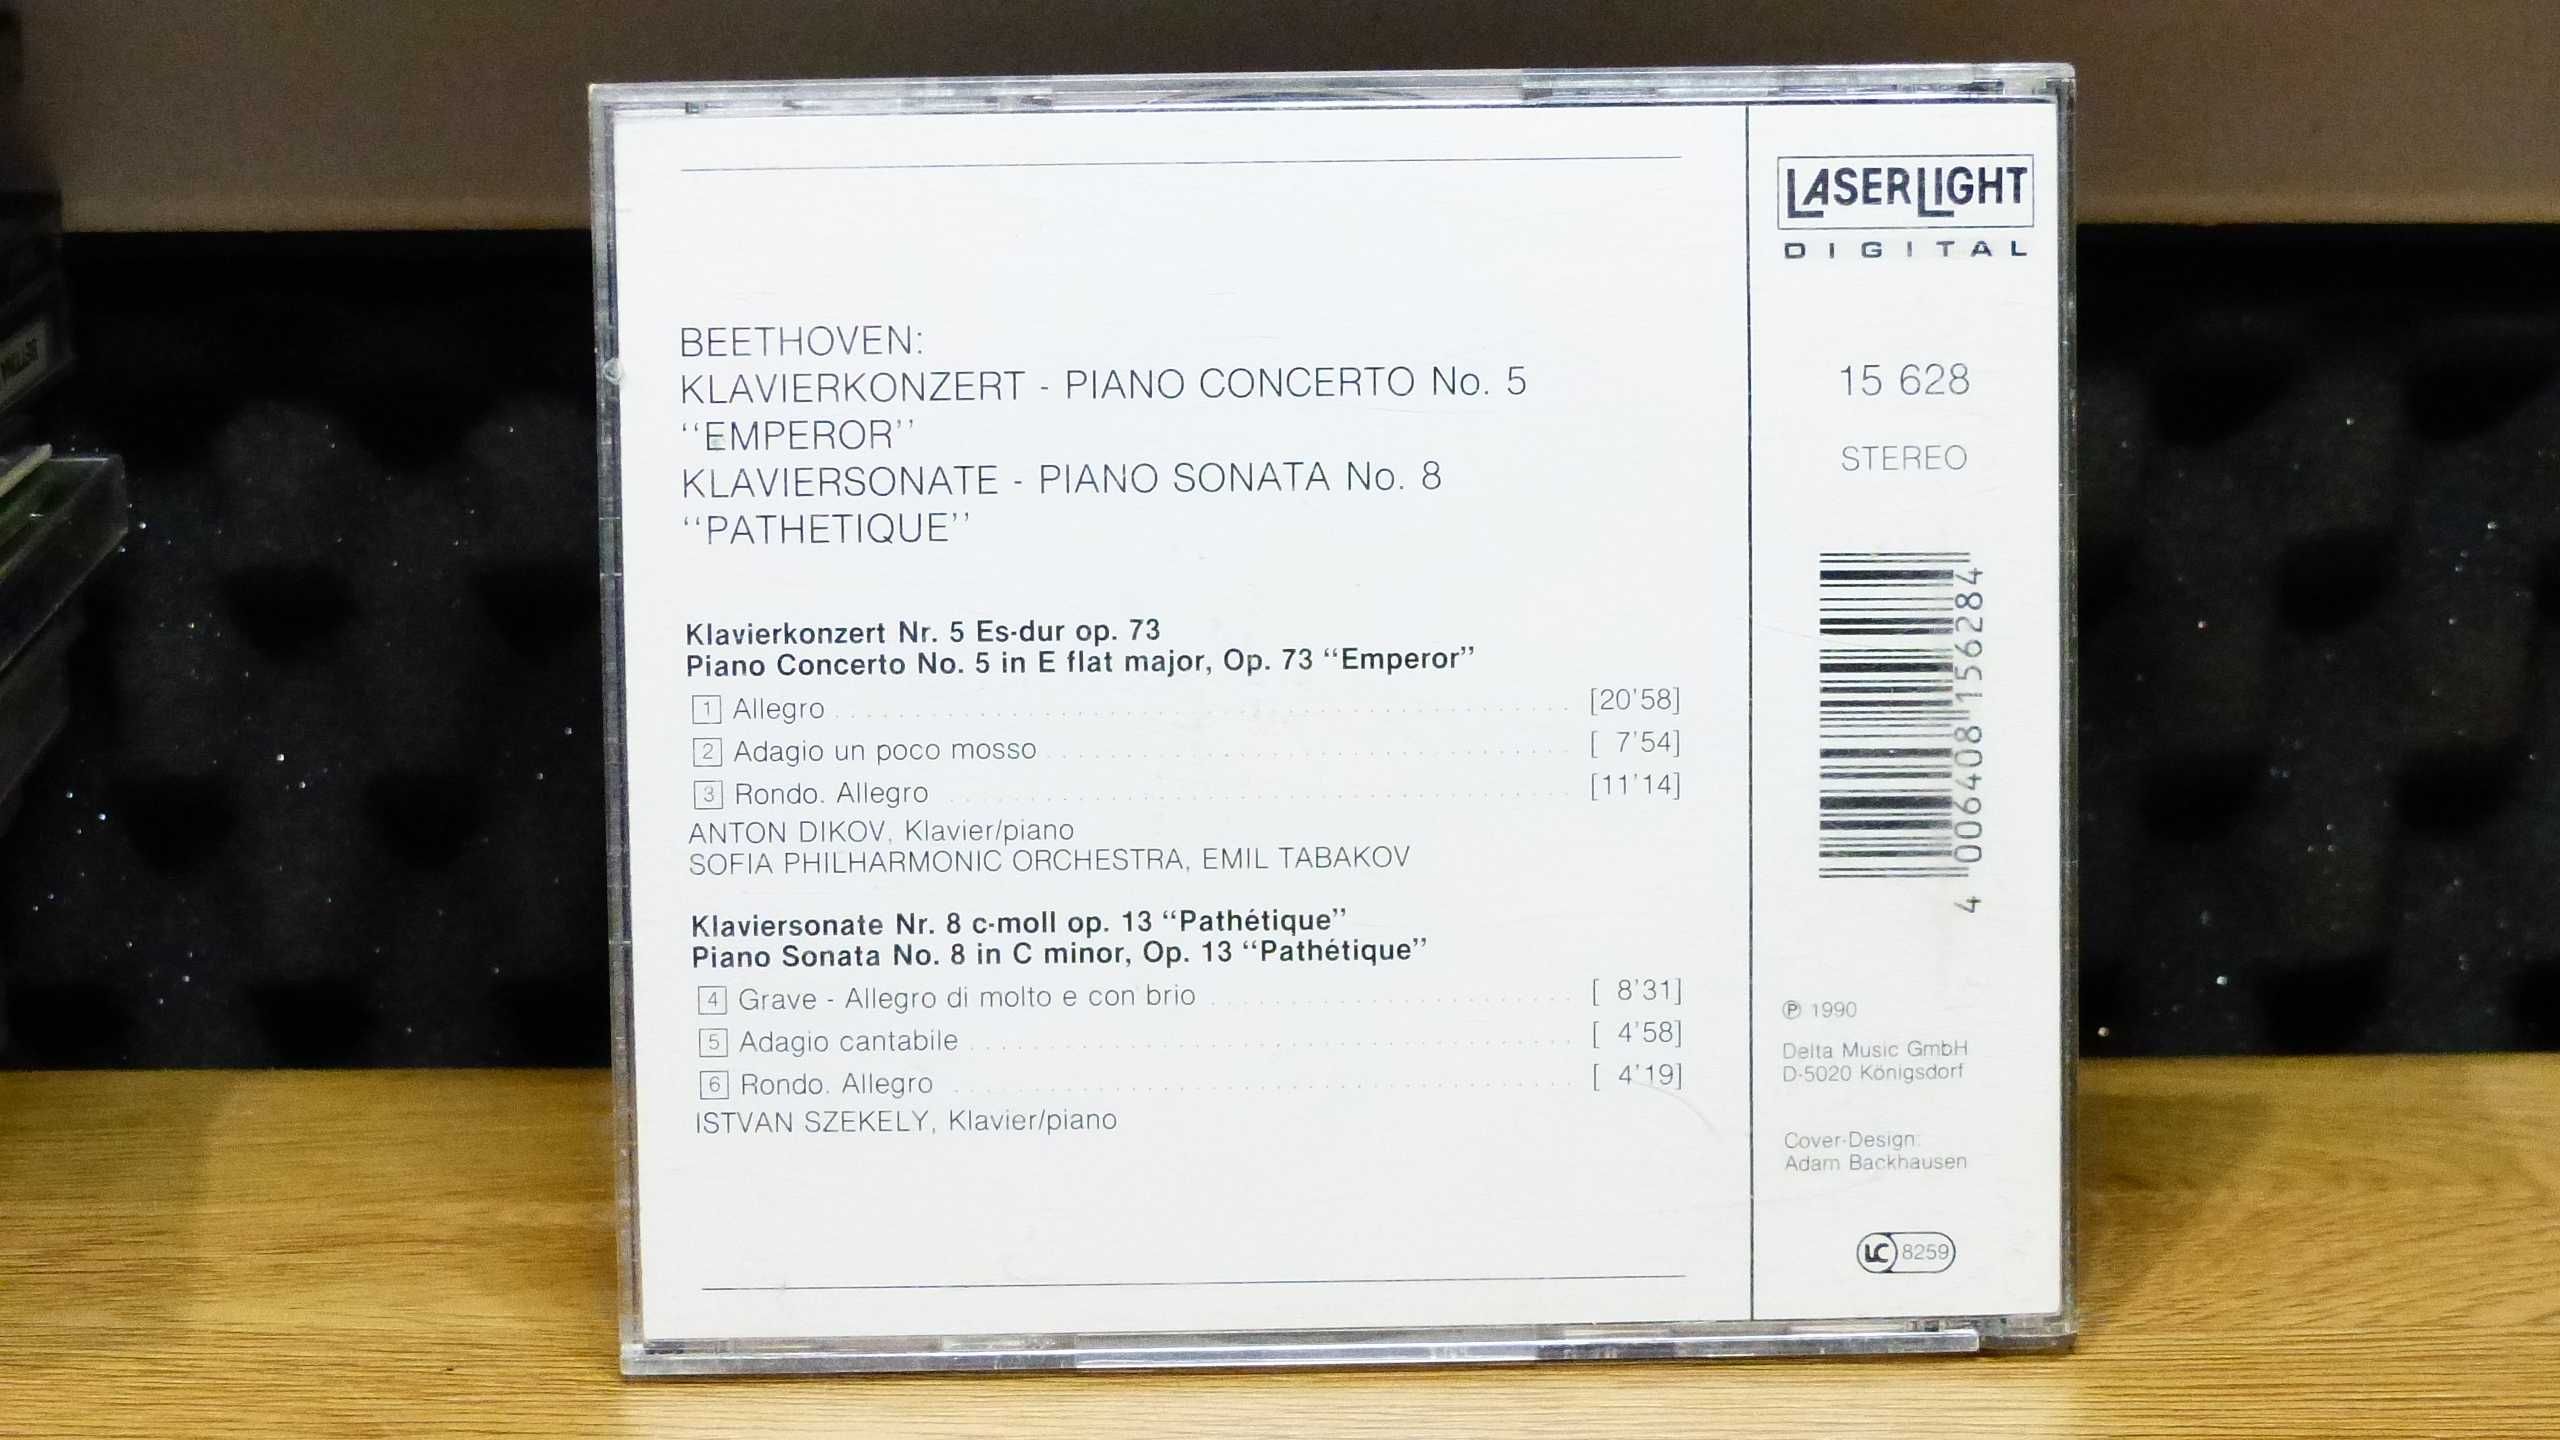 BEETHOVEN:
KLAVIERKONZERT - PIANO CONCERTO No. 5
‘‘EMPEROR’’
KLAVIERSONATE - PIANO SONATA No. 8
‘‘PATHETIQUE’’
Klavierkonzert Nr. 5 Es-dur op. 73
Piano Concerto No. 5 in E flat major, Op. 73 “Emperor”
1 Allegro [20'58]
2 Adagio un poco mosso [ 7'54]
3 Rondo. Allegro [11'14]
ANTON DIKOV, Klavier/piano
SOFIA PHILHARMONIC ORCHESTRA, EMIL TABAKOV
Klaviersonate Nr. 8 c-moll op. 13 “Pathétique”
Piano Sonata No. 8 in C minor, Op. 13 “Pathétique”
4 Grave - Allegro di molto e con brio [ 8'31]
5 Adagio cantabile [ 4'58]
6 Rondo. Allegro [ 4'19]
ISTVAN SZEKELY, Klavier/piano
LASERLIGHT
DIGITAL
15 628
STEREO
4 006408 156284
℗ 1990
Delta Music GmbH
D-5020 Königsdorf
Cover-Design:
Adam Backhausen
LC 8259